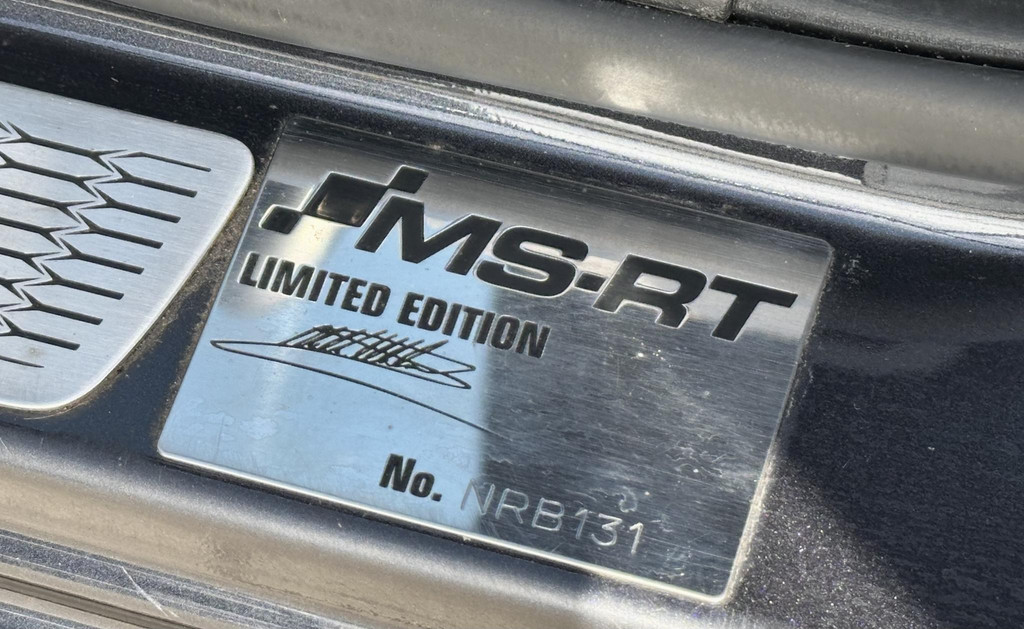 MS-RT
LIMITED EDITION
No. NRB131